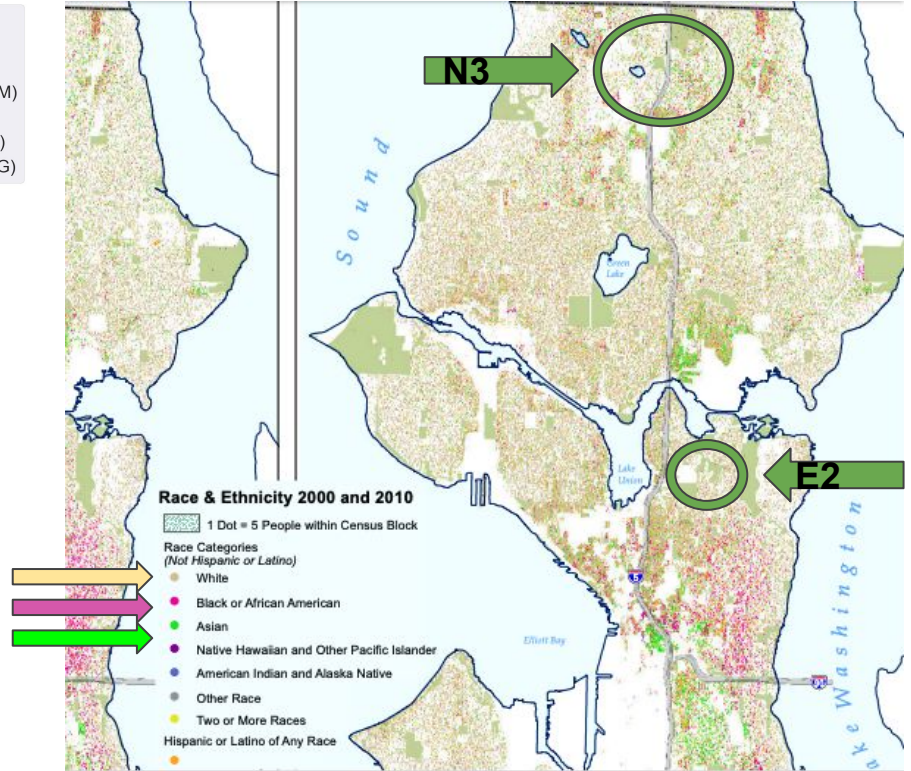 M)
)
G)
N3
Sound
Green
Lake
E2
Lake
Union
Race & Ethnicity 2000 and 2010
1 Dot = 5 People within Census Block
Race Categories
(Not Hispanic or Latino)
White
Black or African American
Asian
Native Hawaiian and Other Pacific Islander
American Indian and Alaska Native
Other Race
Two or More Races
Hispanic or Latino of Any Race
5
Elliott Bay
90
ake Washington